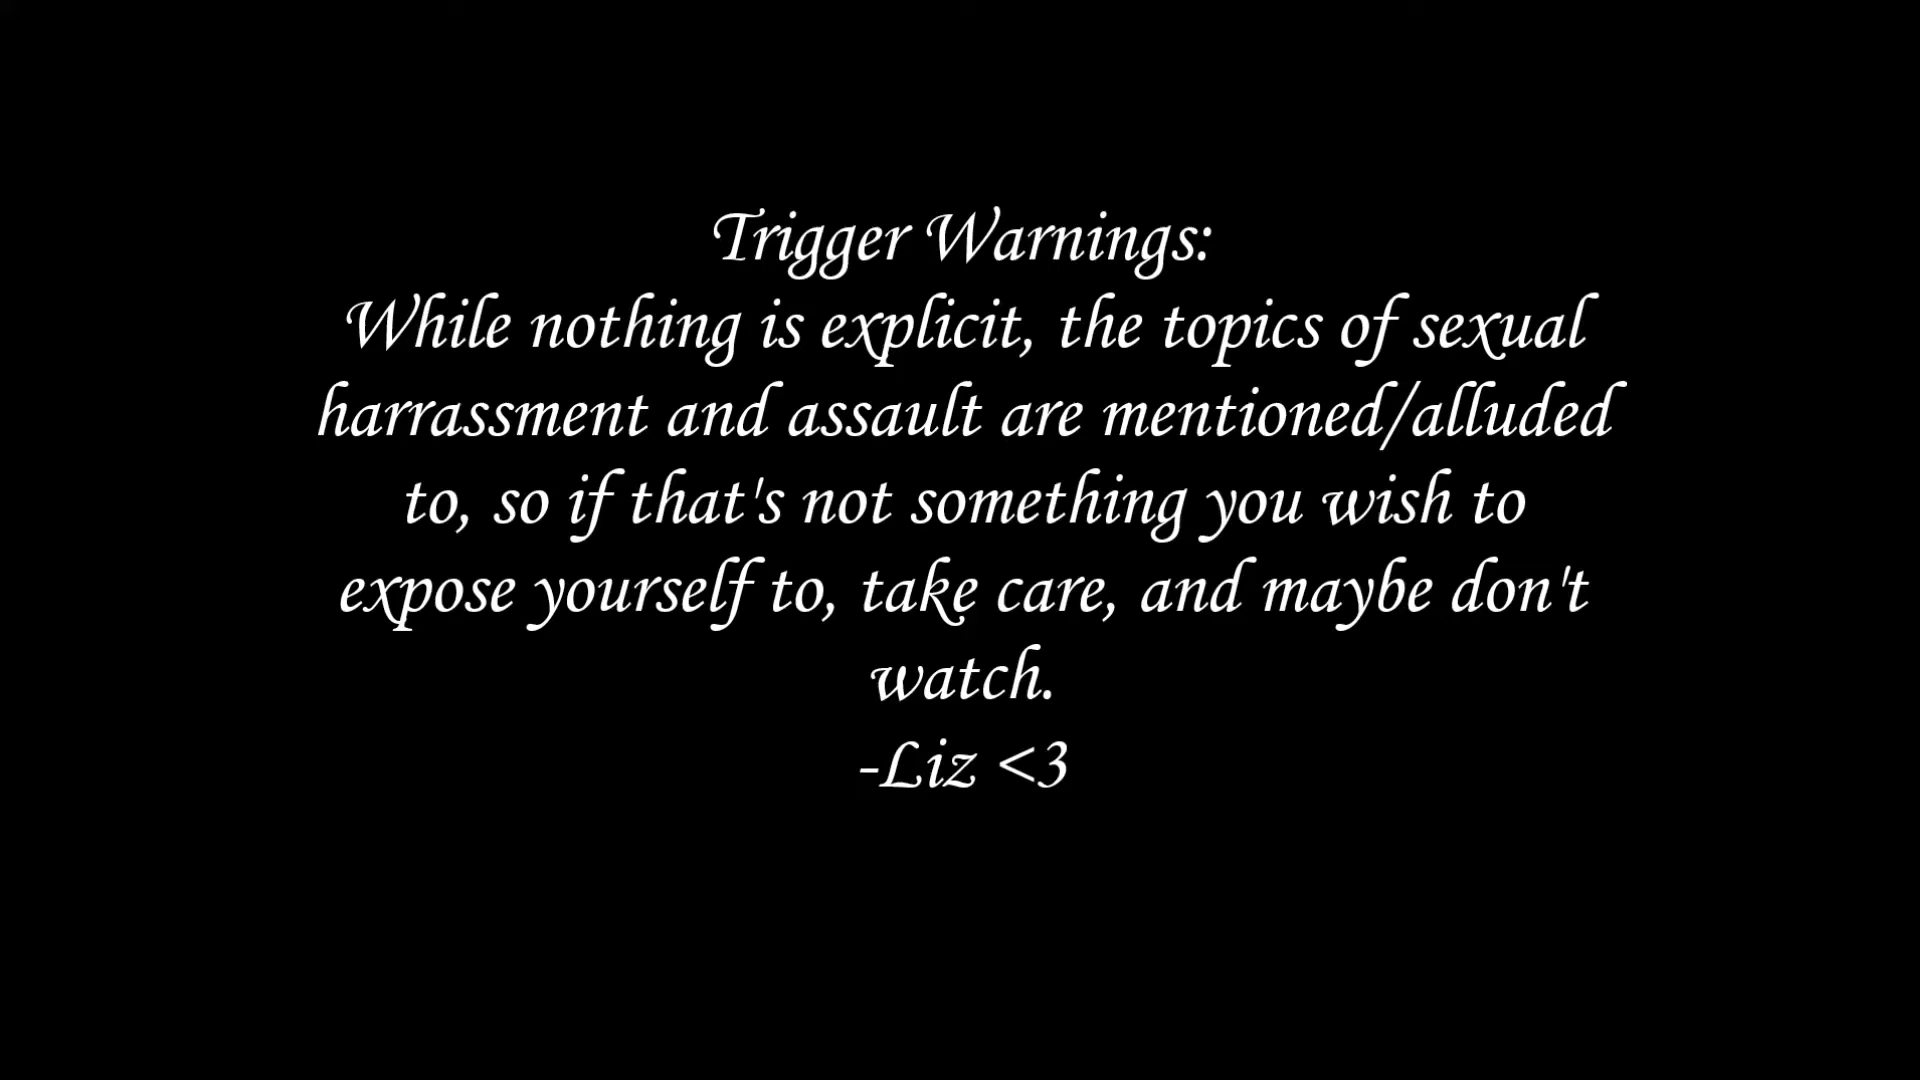 Trigger Warnings:
While nothing is explicit, the topics of sexual
harrassment and assault are mentioned/alluded
to, so if that's not something you wish to
expose yourself to, take care, and maybe don't
watch.
-Liz <3